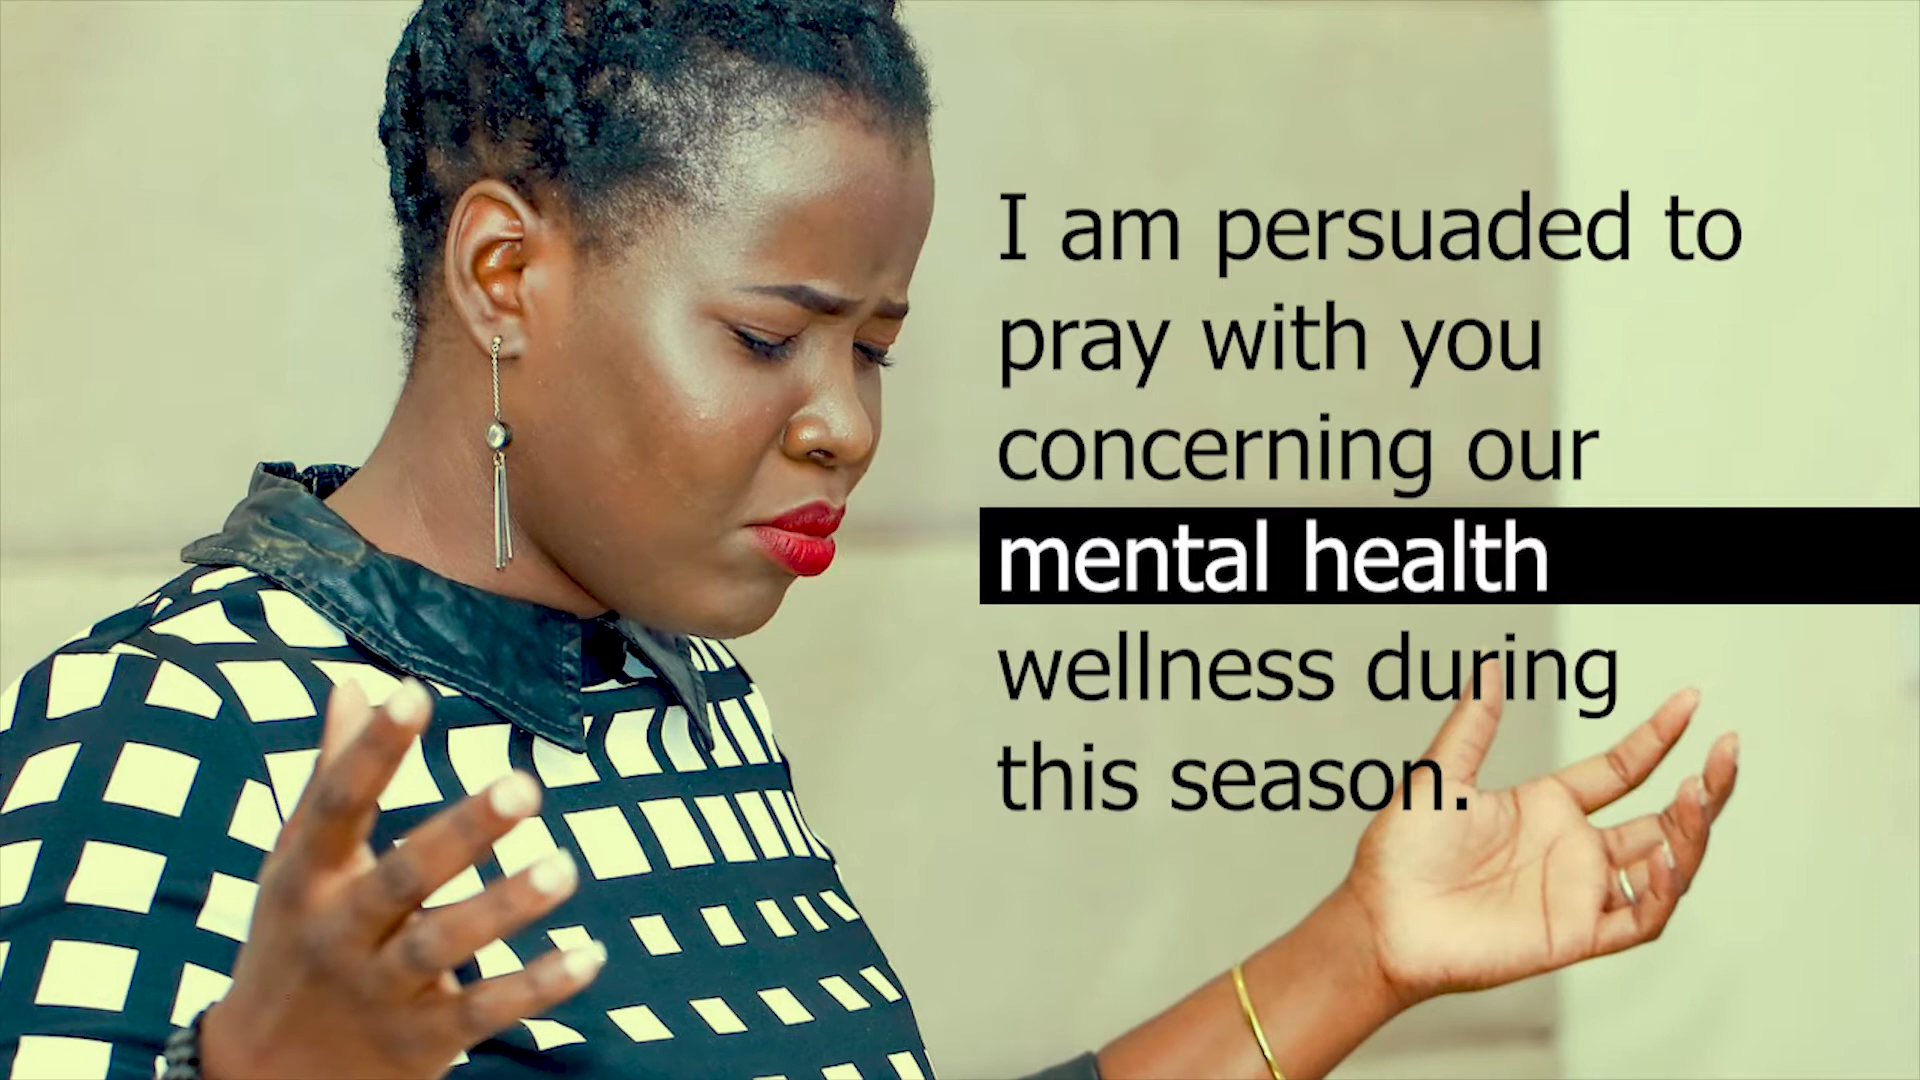 I am persuaded to
pray with you
concerning our
mental health
wellness during
this season.